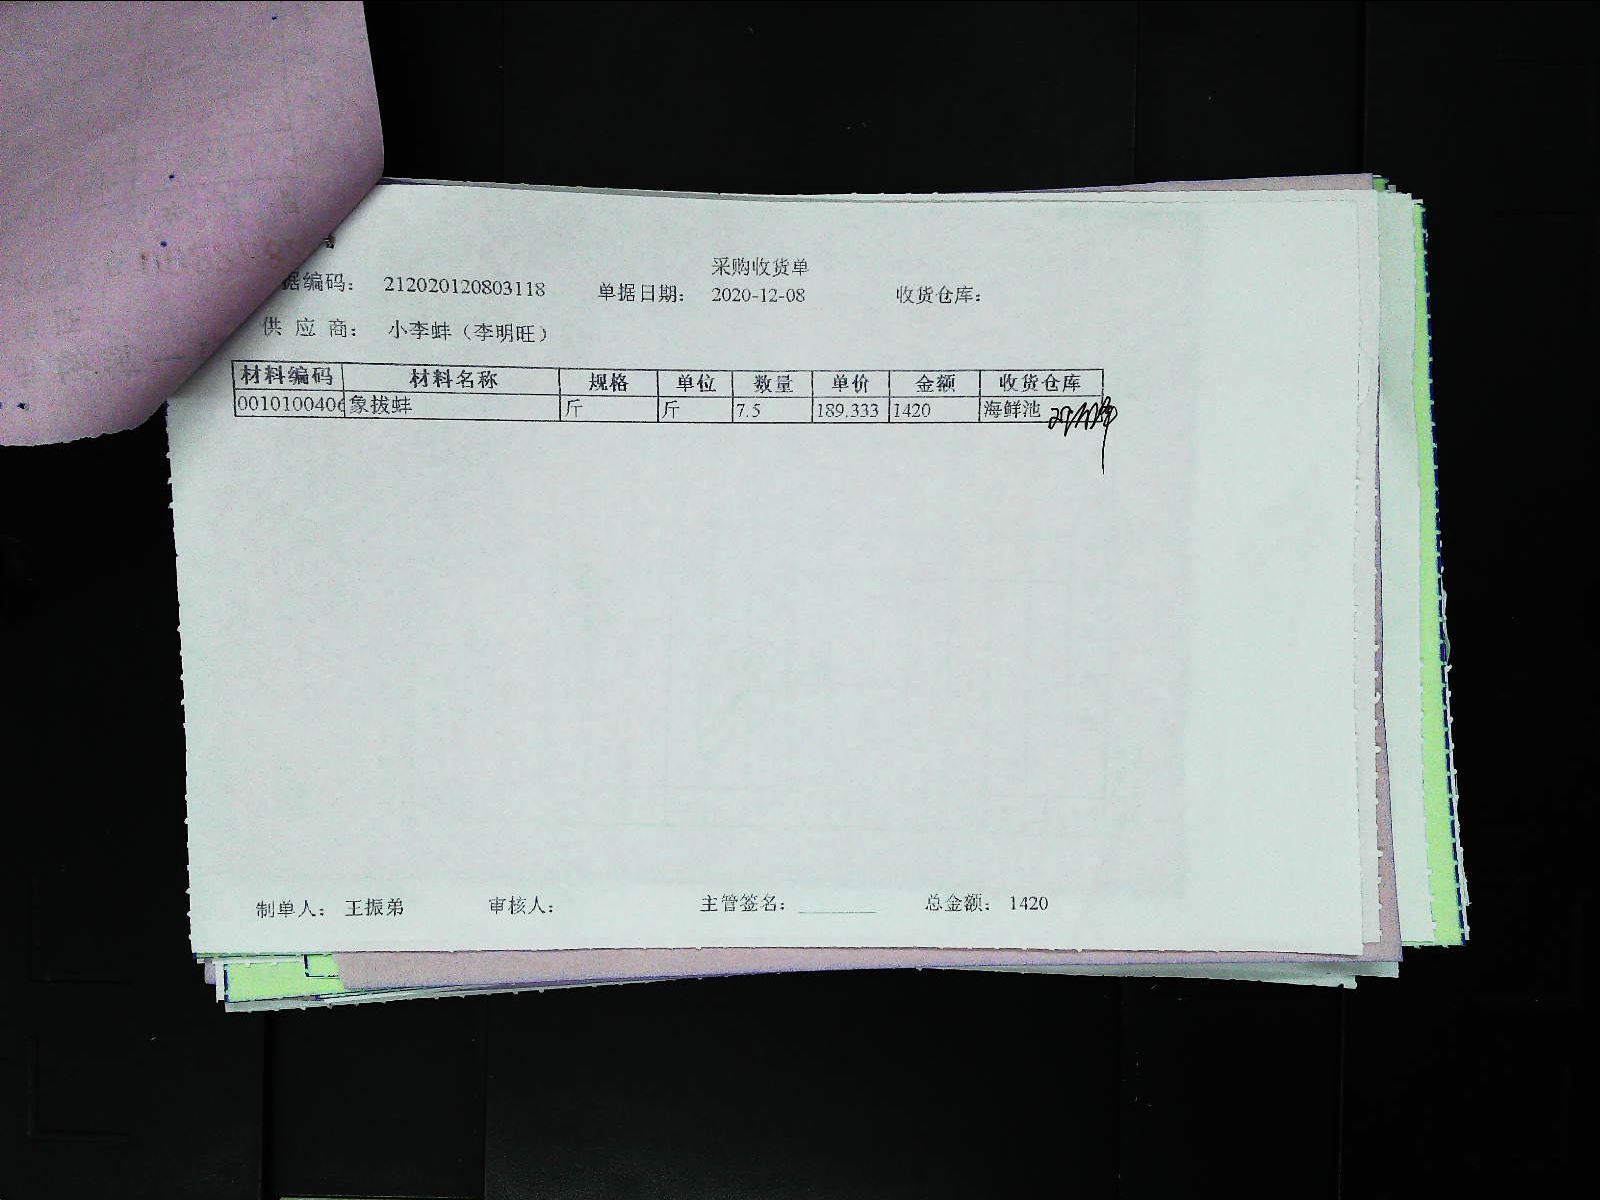 采购收货单
据编码： 212020120803118 单据日期： 2020-12-08 收货仓库：
供 应 商： 小李蚌（李明旺）
材料编码 材料名称 规格 单位 数量 单价 金额 收货仓库
0010100406 象拔蚌 斤 斤 7.5 189.333 1420 海鲜池
制单人： 王振弟 审核人： 主管签名：________ 总金额： 1420